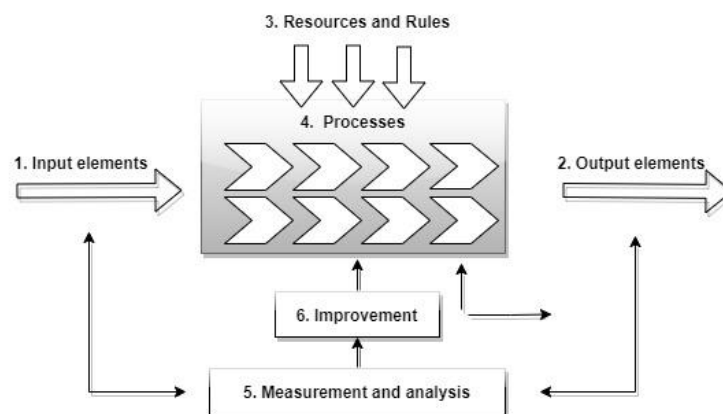 3. Resources and Rules
4. Processes
1. Input elements
2. Output elements
6. Improvement
5. Measurement and analysis